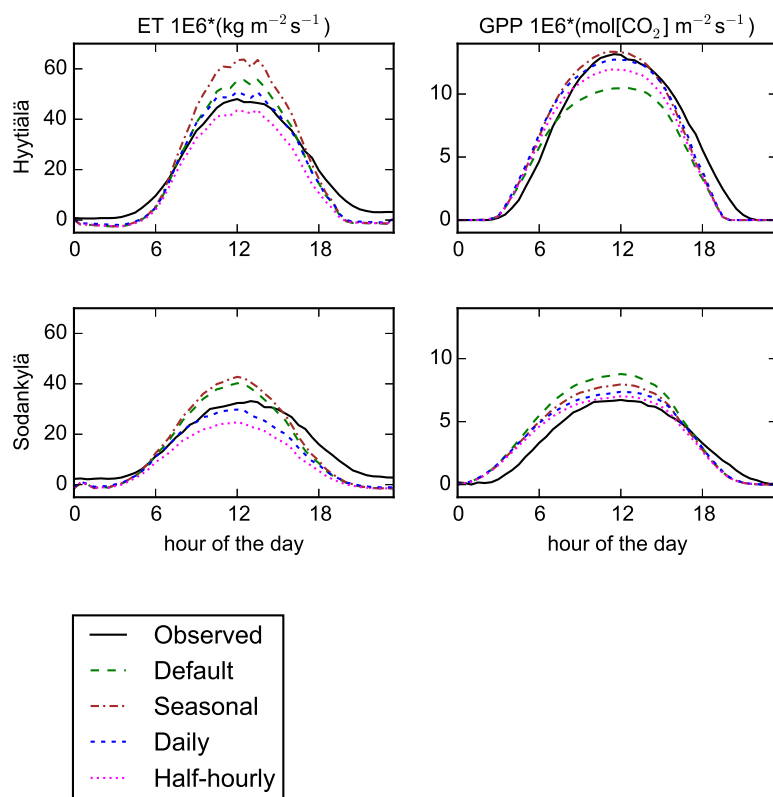 ET 1E6*(kg m−2 s−1)
GPP 1E6*(mol[CO2] m−2 s−1)
Hyytiälä
60
40
20
0
0 6 12 18
10
5
0
0 6 12 18
Sodankylä
60
40
20
0
0 6 12 18
hour of the day
10
5
0
0 6 12 18
hour of the day
Observed
Default
Seasonal
Daily
Half-hourly